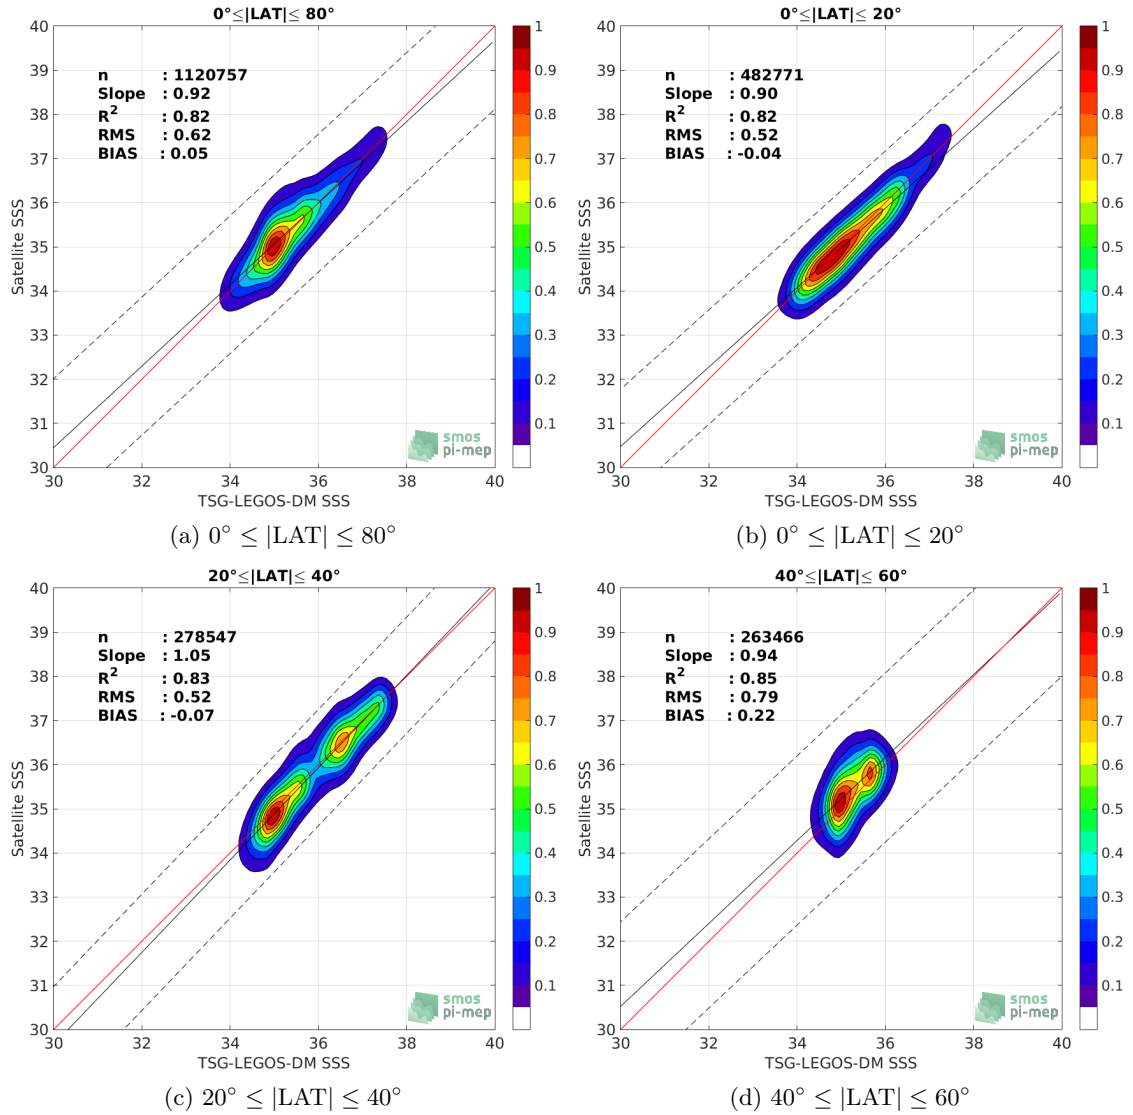 0°≤|LAT|≤ 80°
n : 1120757
Slope : 0.92
R² : 0.82
RMS : 0.62
BIAS : 0.05
Satellite SSS
40
39
38
37
36
35
34
33
32
31
30
30 32 34 36 38 40
TSG-LEGOS-DM SSS
1
0.9
0.8
0.7
0.6
0.5
0.4
0.3
0.2
0.1
smos
pi-mep
(a) 0° ≤ |LAT| ≤ 80°
0°≤|LAT|≤ 20°
n : 482771
Slope : 0.90
R² : 0.82
RMS : 0.52
BIAS : -0.04
Satellite SSS
40
39
38
37
36
35
34
33
32
31
30
30 32 34 36 38 40
TSG-LEGOS-DM SSS
1
0.9
0.8
0.7
0.6
0.5
0.4
0.3
0.2
0.1
smos
pi-mep
(b) 0° ≤ |LAT| ≤ 20°
20°≤|LAT|≤ 40°
n : 278547
Slope : 1.05
R² : 0.83
RMS : 0.52
BIAS : -0.07
Satellite SSS
40
39
38
37
36
35
34
33
32
31
30
30 32 34 36 38 40
TSG-LEGOS-DM SSS
1
0.9
0.8
0.7
0.6
0.5
0.4
0.3
0.2
0.1
smos
pi-mep
(c) 20° ≤ |LAT| ≤ 40°
40°≤|LAT|≤ 60°
n : 263466
Slope : 0.94
R² : 0.85
RMS : 0.79
BIAS : 0.22
Satellite SSS
40
39
38
37
36
35
34
33
32
31
30
30 32 34 36 38 40
TSG-LEGOS-DM SSS
1
0.9
0.8
0.7
0.6
0.5
0.4
0.3
0.2
0.1
smos
pi-mep
(d) 40° ≤ |LAT| ≤ 60°